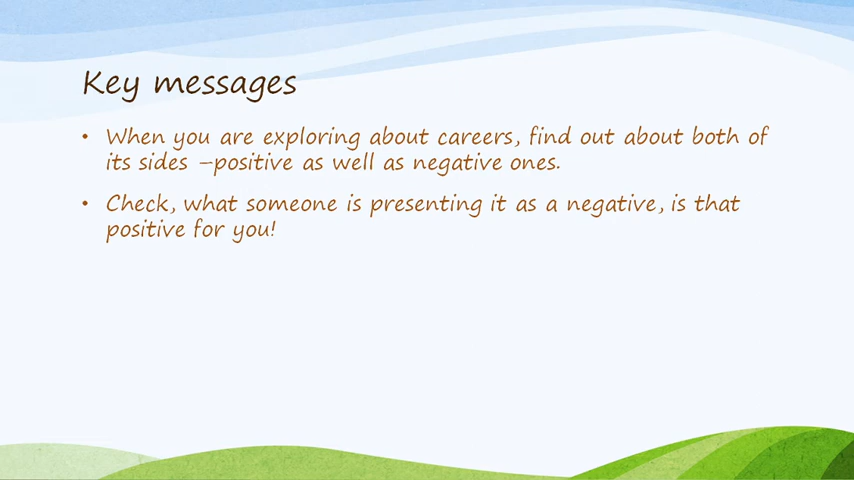 Key messages
• When you are exploring about careers, find out about both of
its sides –positive as well as negative ones.
• Check, what someone is presenting it as a negative, is that
positive for you!